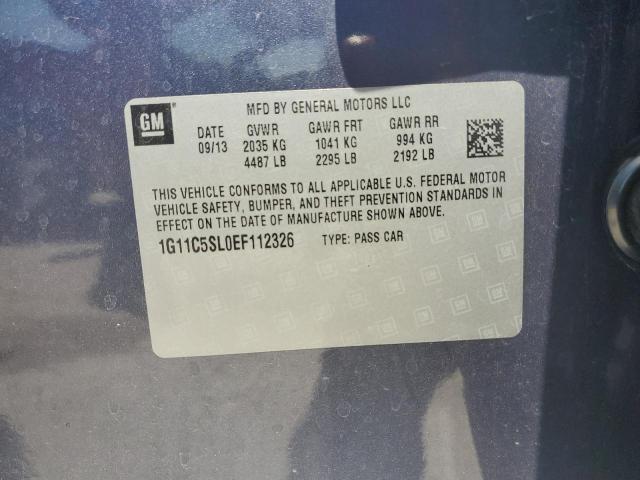 GM
MFD BY GENERAL MOTORS LLC
DATE GVWR GAWR FRT GAWR RR
09/13 2035 KG 1041 KG 994 KG
4487 LB 2295 LB 2192 LB
THIS VEHICLE CONFORMS TO ALL APPLICABLE U.S. FEDERAL MOTOR
VEHICLE SAFETY, BUMPER, AND THEFT PREVENTION STANDARDS IN
EFFECT ON THE DATE OF MANUFACTURE SHOWN ABOVE.
1G11C5SL0EF112326 TYPE: PASS CAR